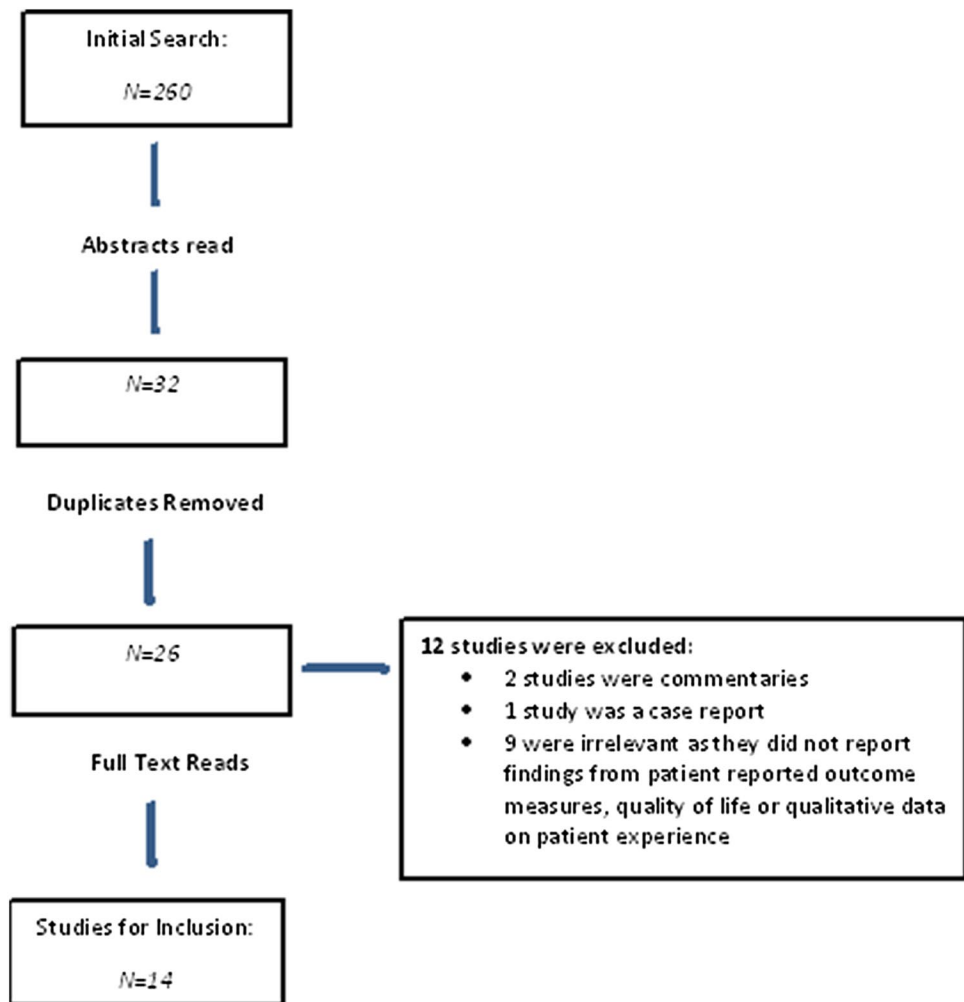 Initial Search:
N=260
Abstracts read
N=32
Duplicates Removed
N=26
12 studies were excluded:
• 2 studies were commentaries
• 1 study was a case report
• 9 were irrelevant as they did not report
findings from patient reported outcome
measures, quality of life or qualitative data
on patient experience
Full Text Reads
Studies for Inclusion:
N=14